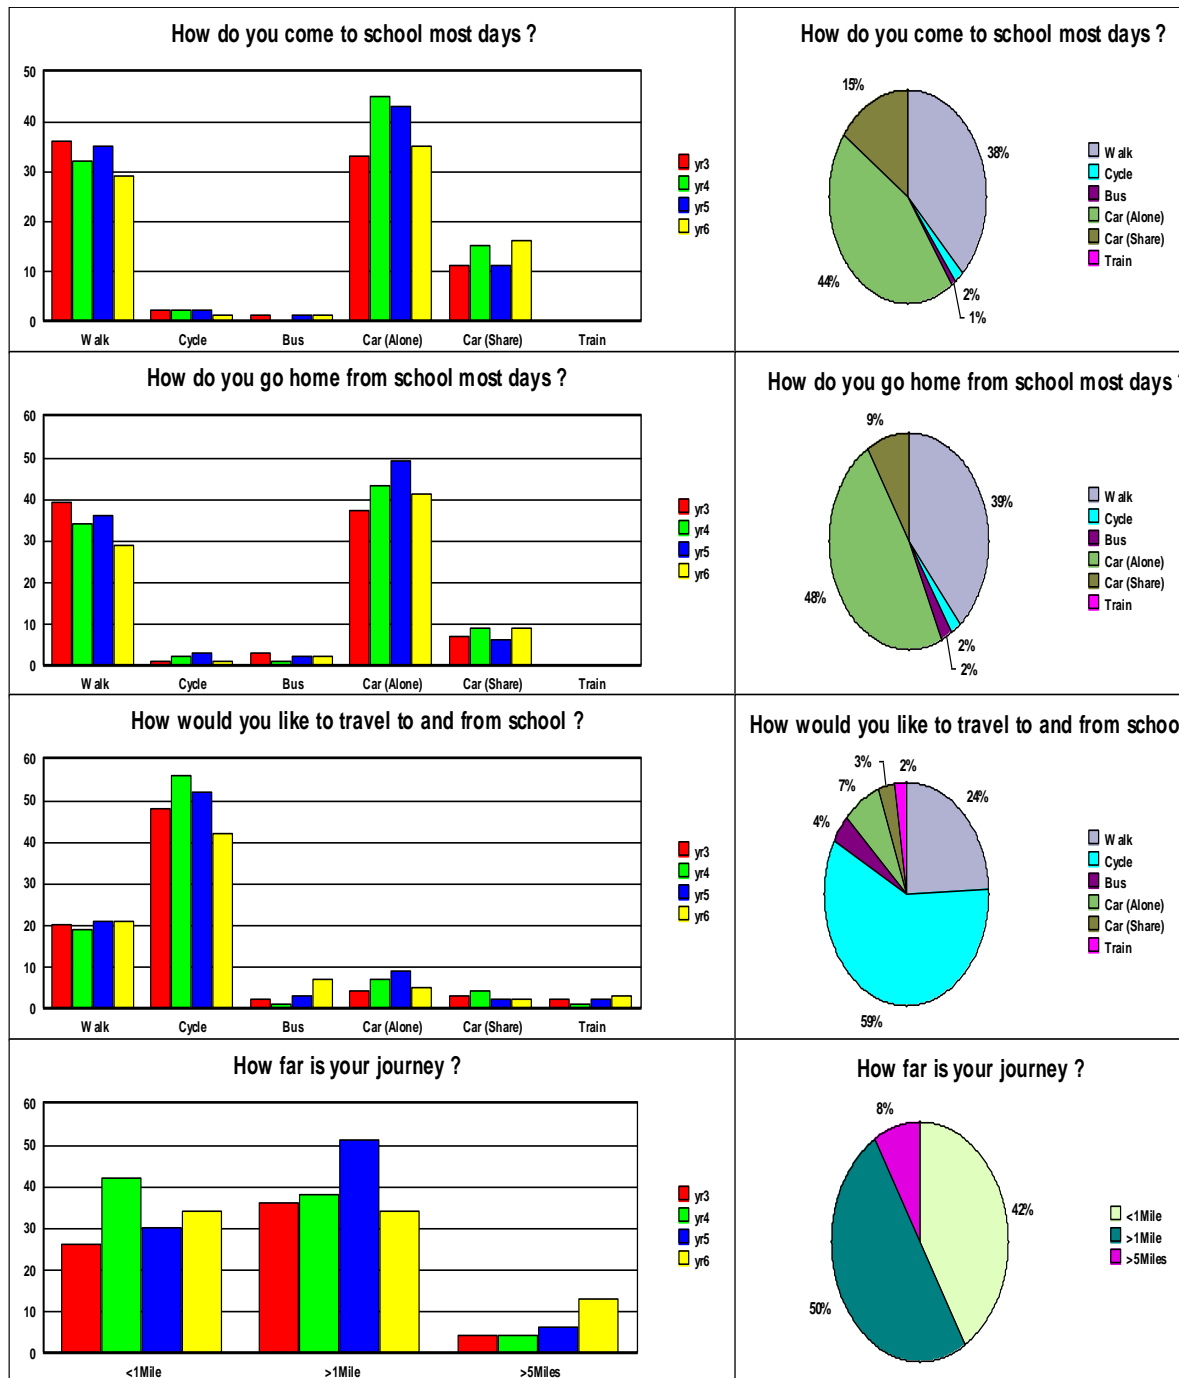 How do you come to school most days ?
50
40
30
20
10
0
Walk Cycle Bus Car (Alone) Car (Share) Train
yr3
yr4
yr5
yr6
How do you come to school most days ?
15%
38%
44%
2%
1%
Walk
Cycle
Bus
Car (Alone)
Car (Share)
Train
How do you go home from school most days ?
60
50
40
30
20
10
0
Walk Cycle Bus Car (Alone) Car (Share) Train
yr3
yr4
yr5
yr6
How do you go home from school most days ?
9%
39%
48%
2%
2%
Walk
Cycle
Bus
Car (Alone)
Car (Share)
Train
How would you like to travel to and from school ?
60
50
40
30
20
10
0
Walk Cycle Bus Car (Alone) Car (Share) Train
yr3
yr4
yr5
yr6
How would you like to travel to and from school
3% 2%
7% 24%
4%
59%
Walk
Cycle
Bus
Car (Alone)
Car (Share)
Train
How far is your journey ?
60
50
40
30
20
10
0
<1Mile >1Mile >5Miles
yr3
yr4
yr5
yr6
How far is your journey ?
8%
42%
50%
<1Mile
>1Mile
>5Miles